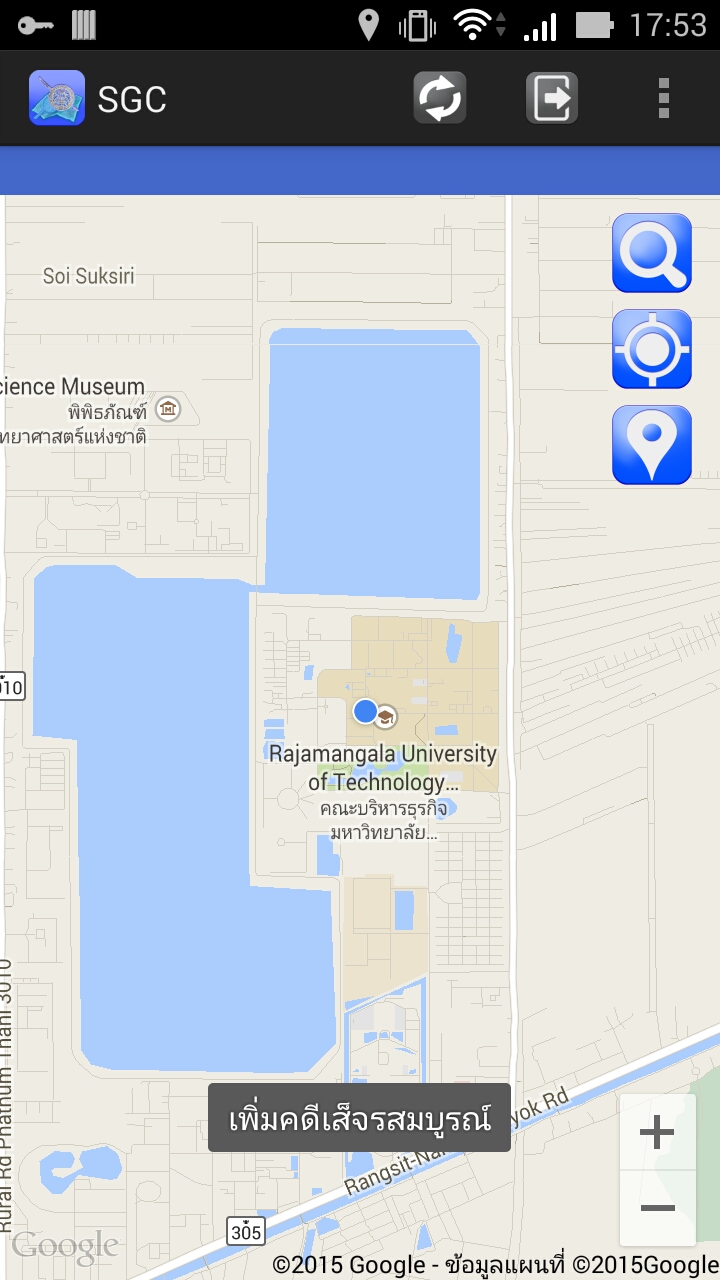 17:53
SGC
Soi Suksiri
cience Museum
พิพิธภัณฑ์
ทยาศาสตร์แห่งชาติ
Rajamangala University
of Technology...
คณะบริหารธุรกิจ
มหาวิทยาลัย...
Rural Rd Phathum Thani 3010
เพิ่มคดีเส็จรสมบูรณ์
yok Rd
Rangsit-Na
305
Google
©2015 Google - ข้อมูลแผนที่ ©2015Google